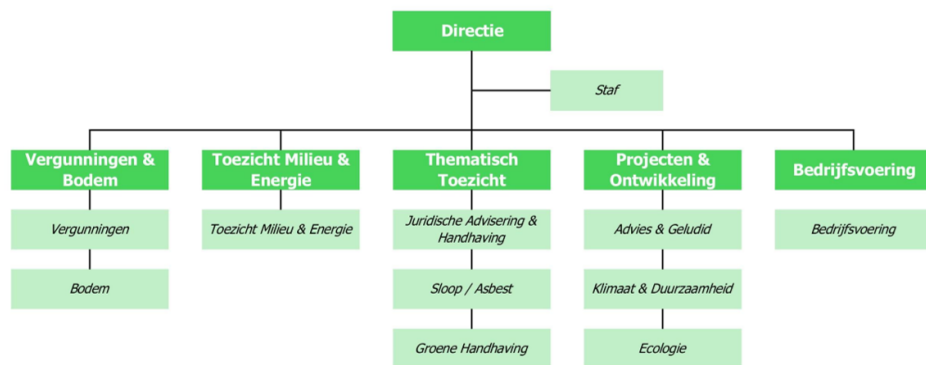 Directie
Staf
Vergunningen &
Bodem
Toezicht Milieu &
Energie
Thematisch
Toezicht
Projecten &
Ontwikkeling
Bedrijfsvoering
Vergunningen
Toezicht Milieu & Energie
Juridische Advisering &
Handhaving
Advies & Geludid
Bedrijfsvoering
Bodem
Sloop / Asbest
Klimaat & Duurzaamheid
Groene Handhaving
Ecologie